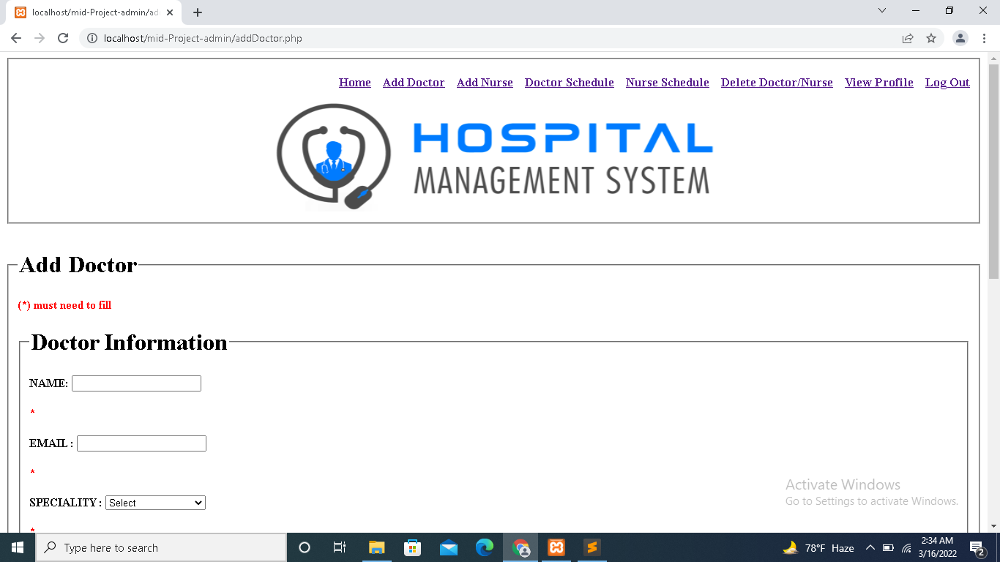 localhost/mid-Project-admin/ad
localhost/mid-Project-admin/addDoctor.php
Home Add Doctor Add Nurse Doctor Schedule Nurse Schedule Delete Doctor/Nurse View Profile Log Out
HOSPITAL
MANAGEMENT SYSTEM
Add Doctor
(*) must need to fill
Doctor Information
NAME:
*
EMAIL :
*
SPECIALITY : Select
*
Activate Windows
Go to Settings to activate Windows.
Type here to search
78°F Haze
2:34 AM
3/16/2022
2